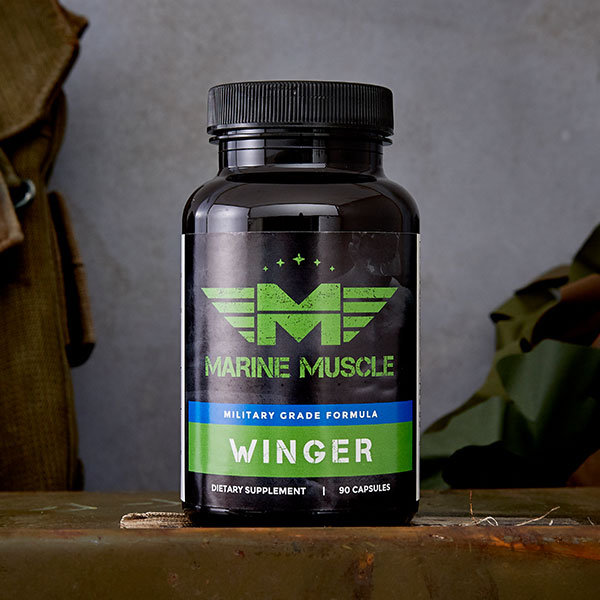 M
MARINE MUSCLE
MILITARY GRADE FORMULA
WINGER
DIETARY SUPPLEMENT | 90 CAPSULES